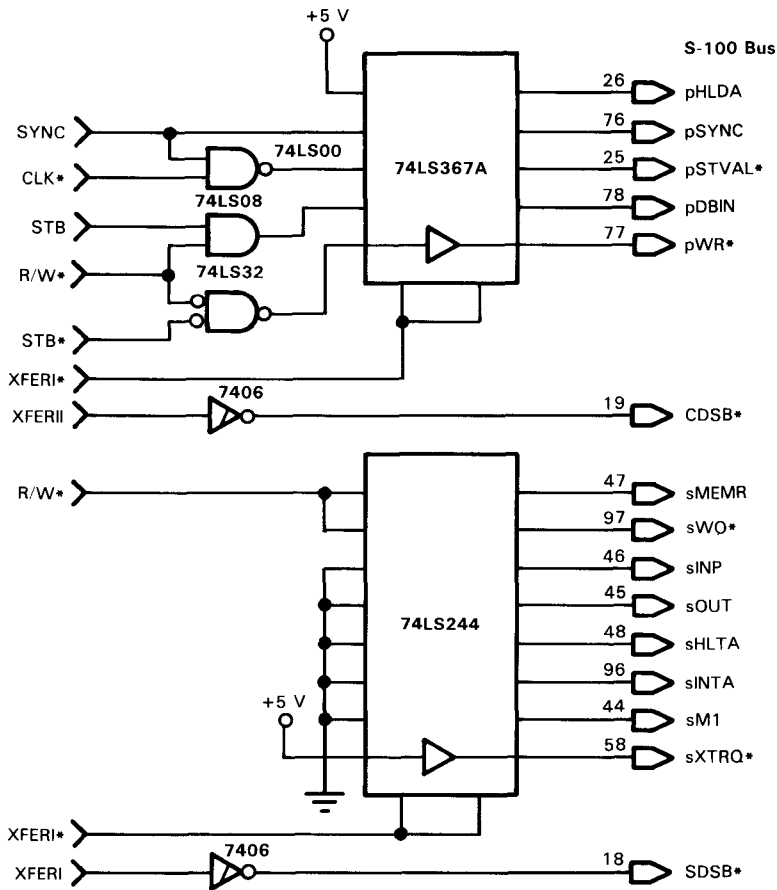 +5 V
S-100 Bus
26 pHLDA
SYNC 76 pSYNC
74LS00
74LS367A
25 pSTVAL*
CLK*
74LS08
78 pDBIN
STB
77 pWR*
R/W*
74LS32
STB*
XFERI*
7406
XFERII 19 CDSB*
R/W* 47 sMEMR
97 sWO*
46 sINP
45 sOUT
74LS244
48 sHLTA
96 sINTA
+5 V
44 sM1
58 sXTRQ*
XFERI*
7406
XFERI 18 SDSB*